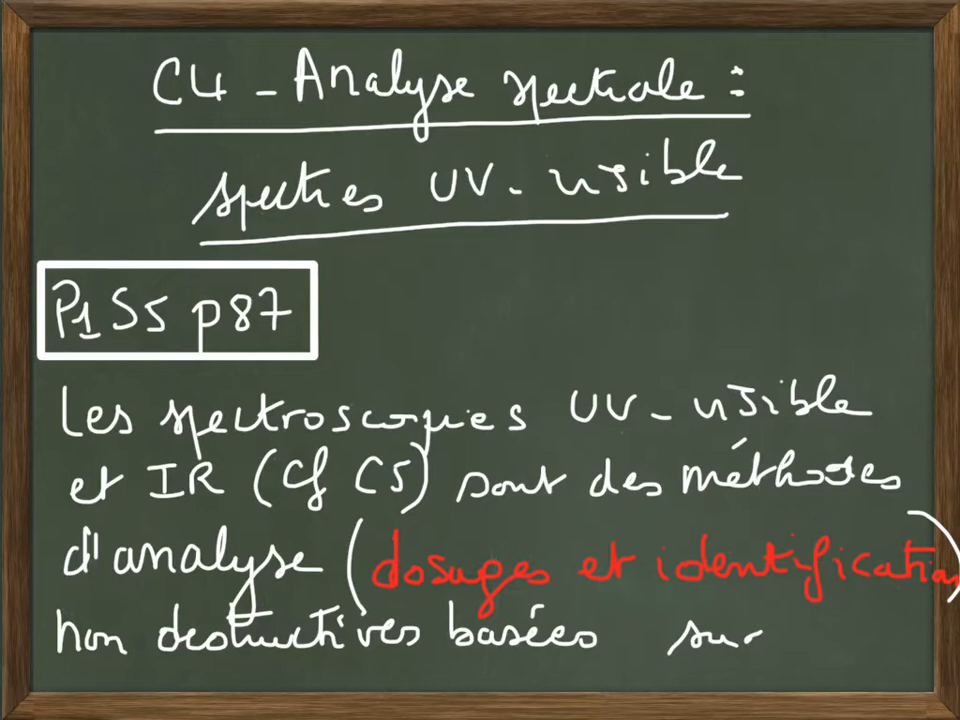 C4 - Analyse spectrale :
spectres UV - visible
P1 S5 p87
Les spectroscopies UV - visible
et IR (Cf C5) sont des méthodes
d'analyse (dosages et identification)
non destructives basées sur